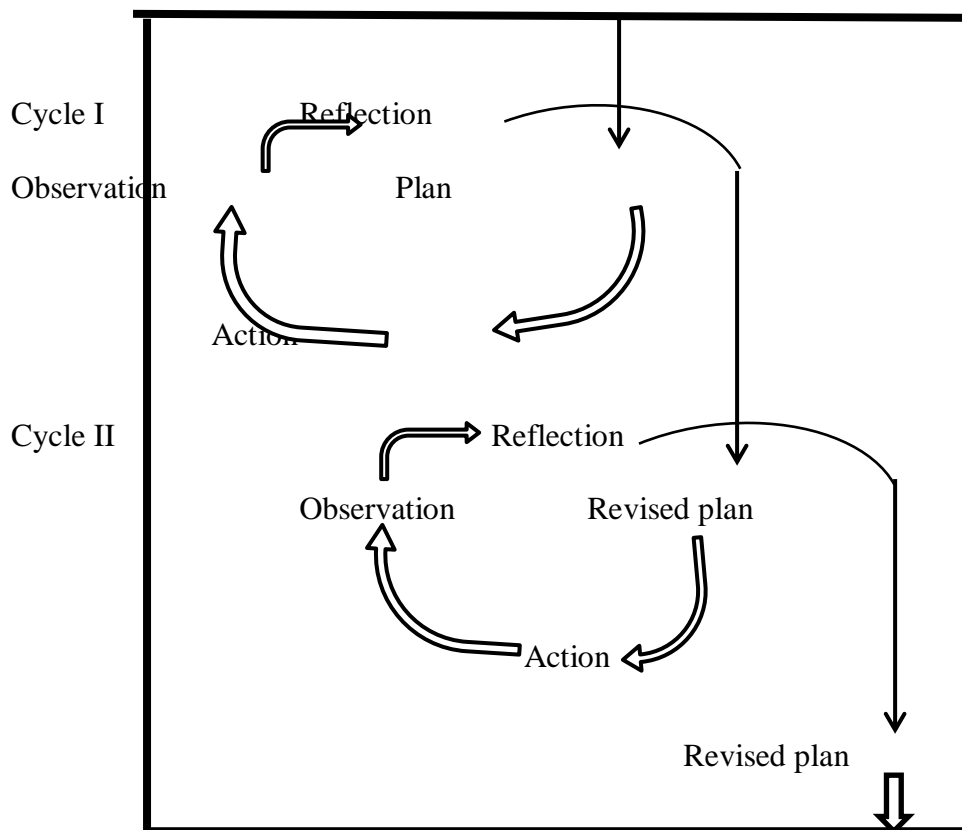 Cycle I Reflection
Observation Plan
Action
Cycle II Reflection
Observation Revised plan
Action
Revised plan